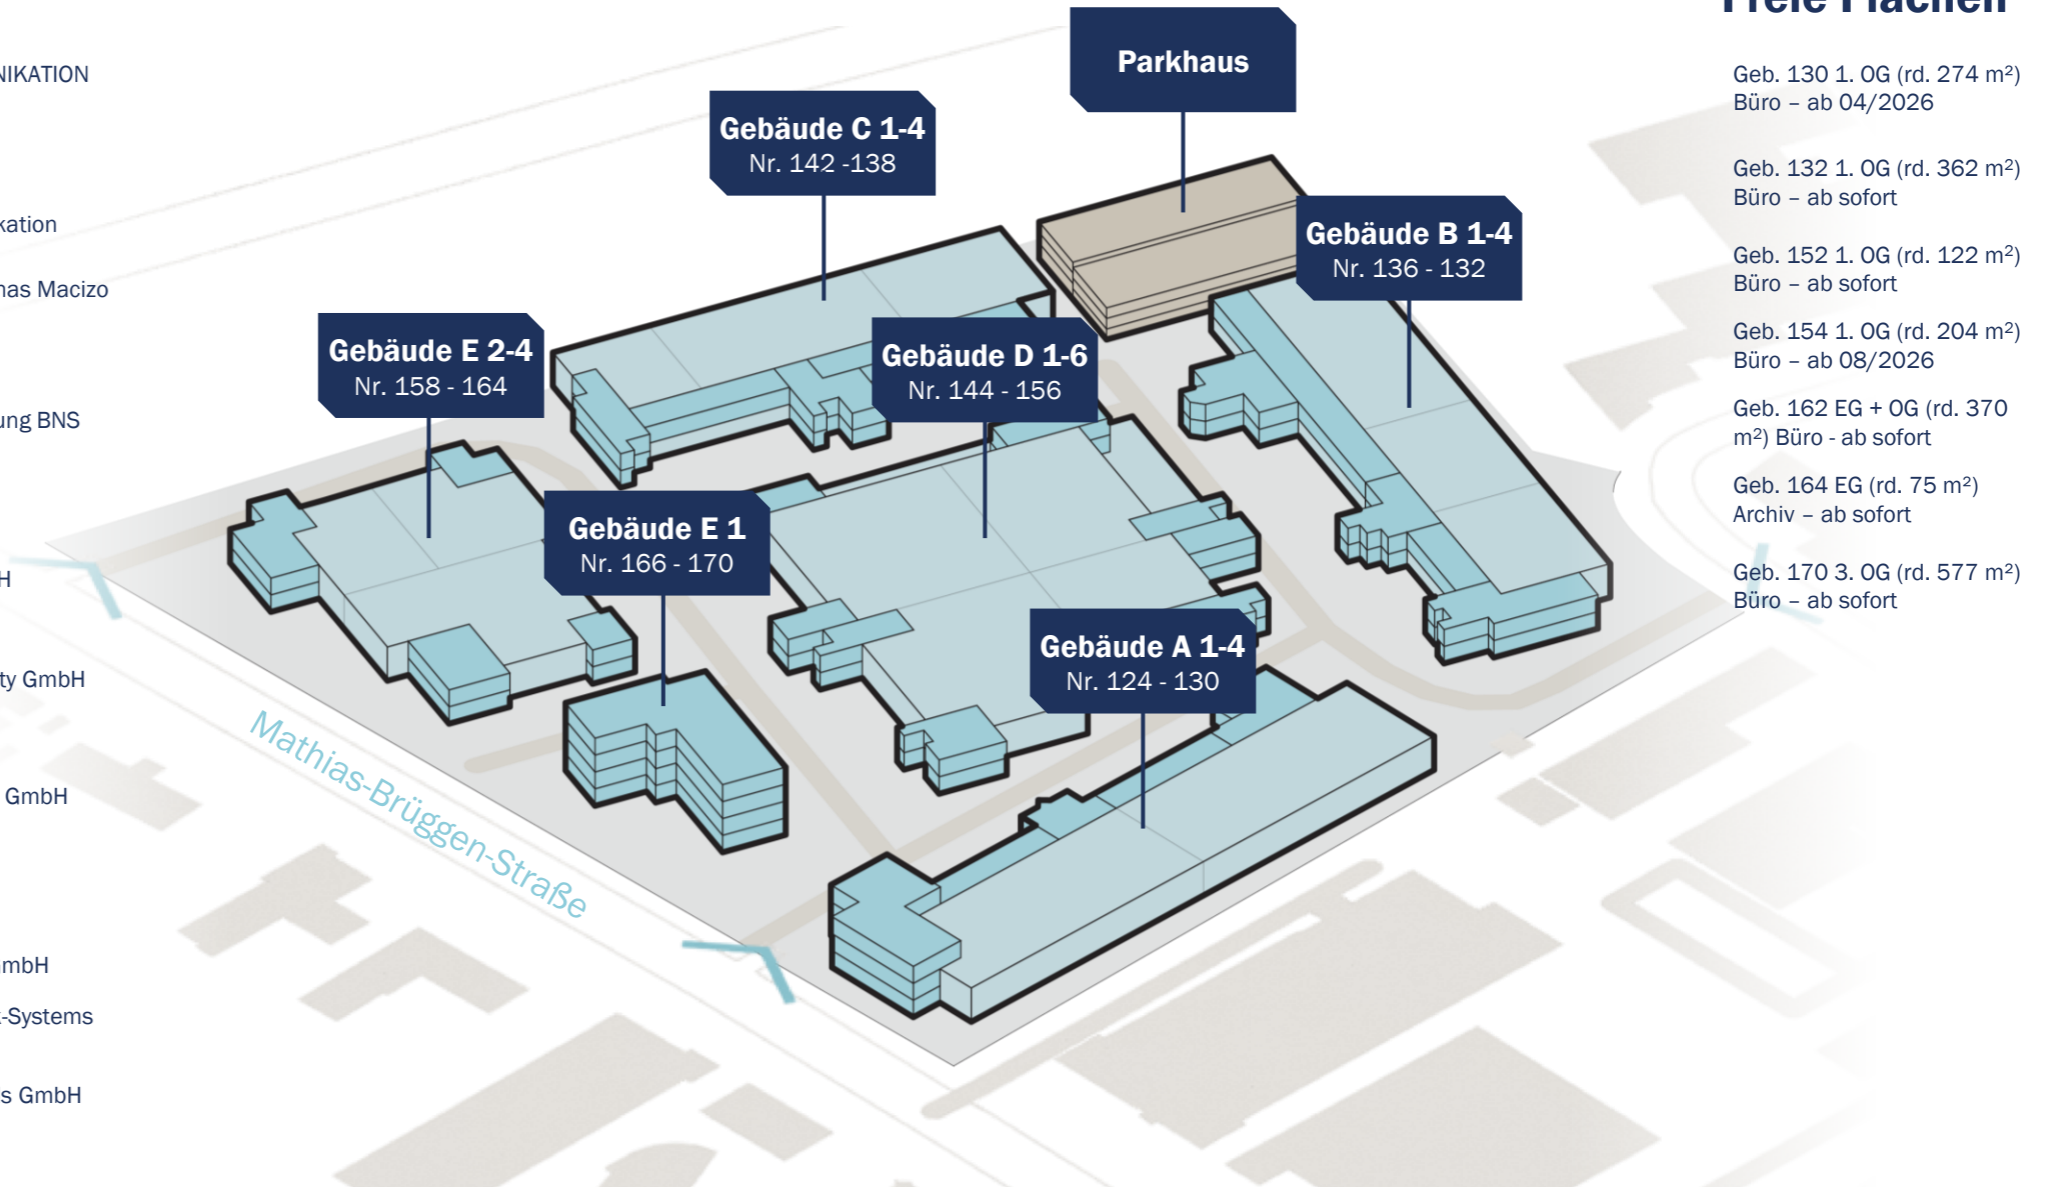 NIKATION
kation
nas Macizo
ung BNS
H
ty GmbH
GmbH
mbH
-Systems
s GmbH
Parkhaus
Gebäude C 1-4
Nr. 142 -138
Gebäude B 1-4
Nr. 136 - 132
Gebäude E 2-4
Nr. 158 - 164
Gebäude D 1-6
Nr. 144 - 156
Gebäude E 1
Nr. 166 - 170
Gebäude A 1-4
Nr. 124 - 130
Mathias-Brüggen-Straße
Freie Flächen
Geb. 130 1. OG (rd. 274 m²)
Büro – ab 04/2026
Geb. 132 1. OG (rd. 362 m²)
Büro – ab sofort
Geb. 152 1. OG (rd. 122 m²)
Büro – ab sofort
Geb. 154 1. OG (rd. 204 m²)
Büro – ab 08/2026
Geb. 162 EG + OG (rd. 370
m²) Büro - ab sofort
Geb. 164 EG (rd. 75 m²)
Archiv – ab sofort
Geb. 170 3. OG (rd. 577 m²)
Büro – ab sofort